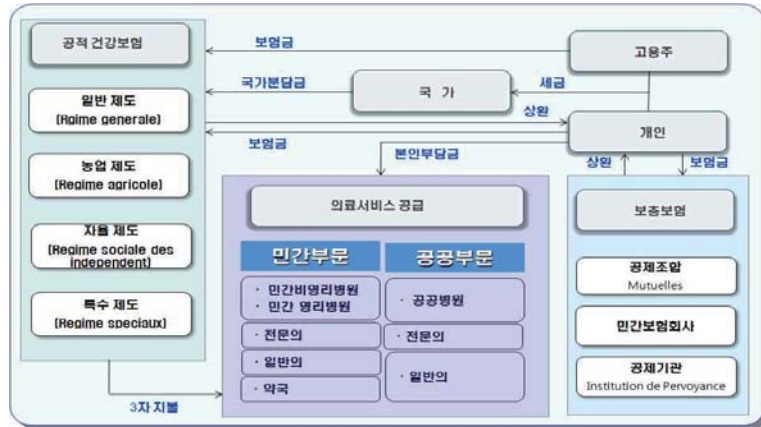 공적 건강보험
일반 제도
(Rgime generale)
농업 제도
(Regime agricole)
자율 제도
(Regime sociale des
independent)
특수 제도
(Regime speciaux)
3자 지불
보험금
고용주
국가분담금
국 가
세금
상환
개인
보험금
본인부담금
상환
보험금
의료서비스 공급
민간부문
· 민간비영리병원
· 민간 영리병원
· 전문의
· 일반의
· 약국
공공부문
· 공공병원
· 전문의
· 일반의
보충보험
공제조합
Mutuelles
민간보험회사
공제기관
Institution de Pervoyance